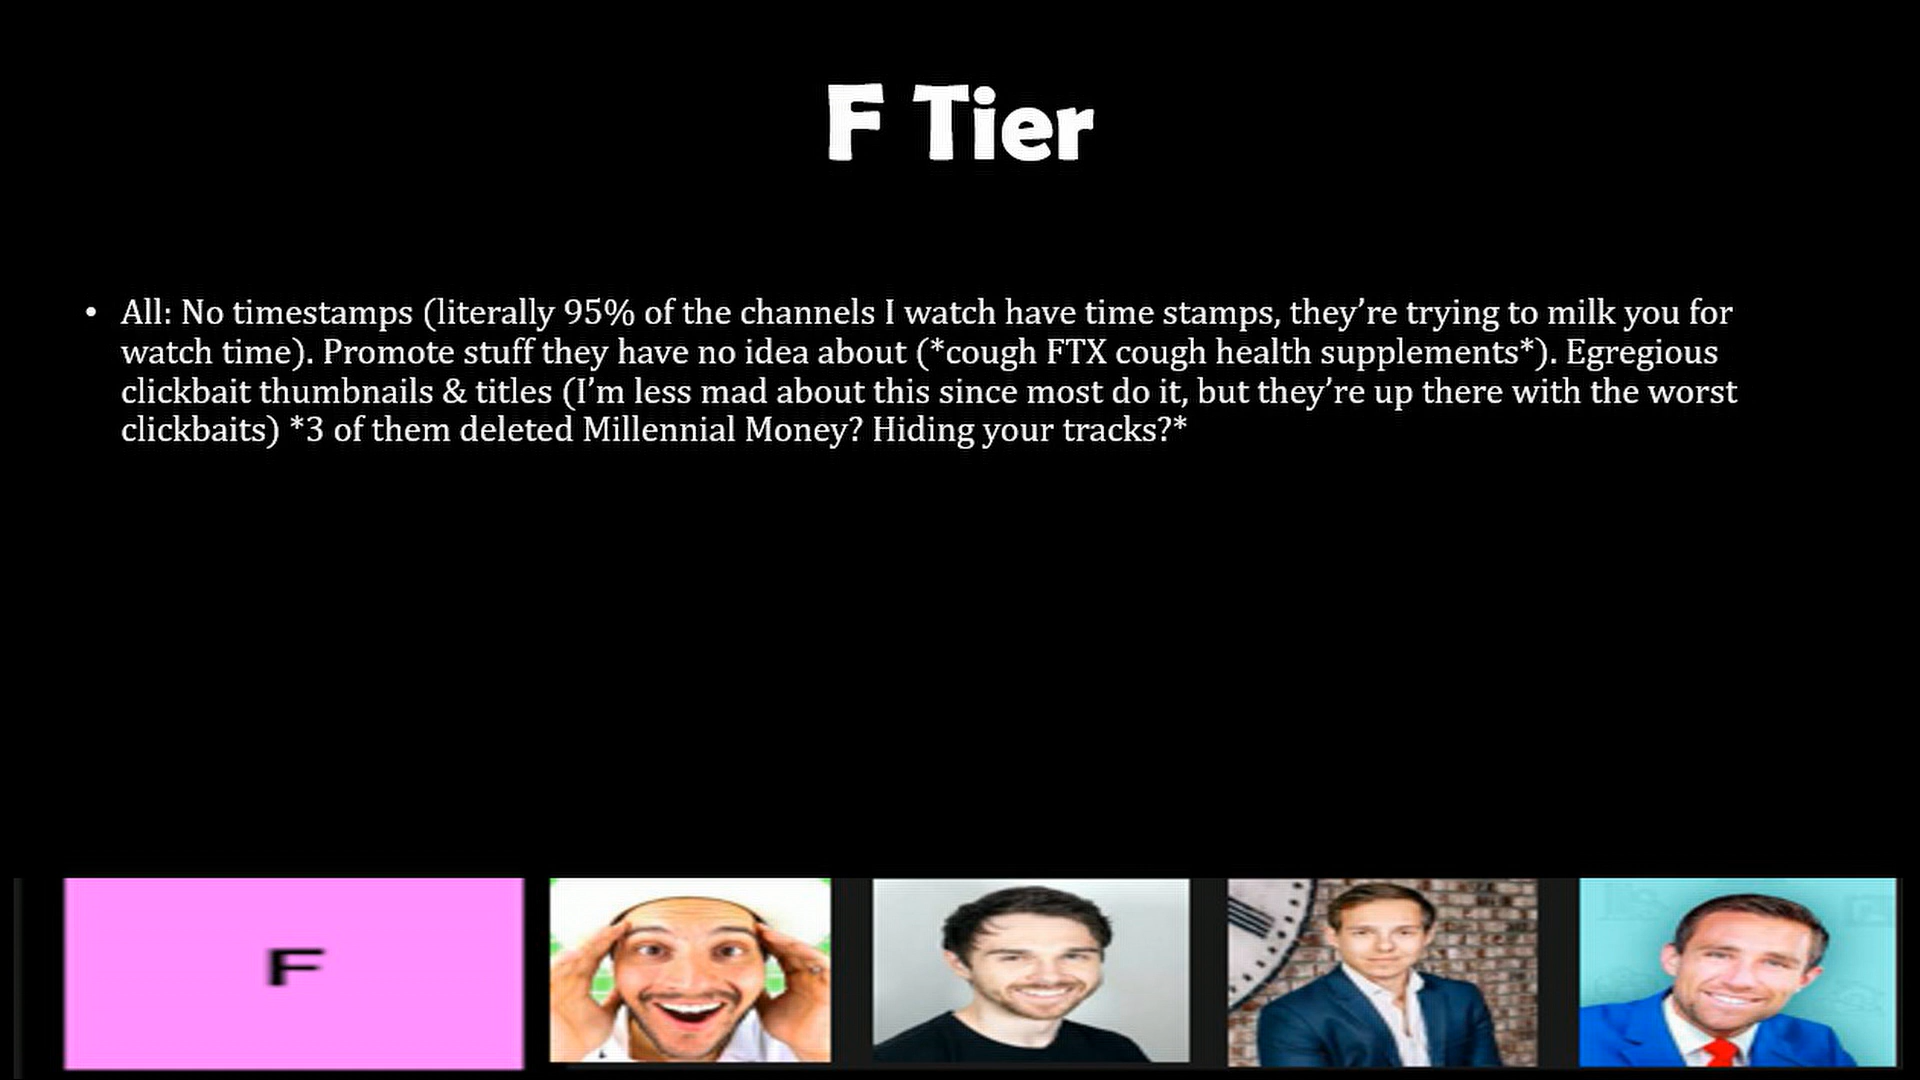 F Tier
• All: No timestamps (literally 95% of the channels I watch have time stamps, they’re trying to milk you for
watch time). Promote stuff they have no idea about (*cough FTX cough health supplements*). Egregious
clickbait thumbnails & titles (I’m less mad about this since most do it, but they’re up there with the worst
clickbaits) *3 of them deleted Millennial Money? Hiding your tracks?*
F